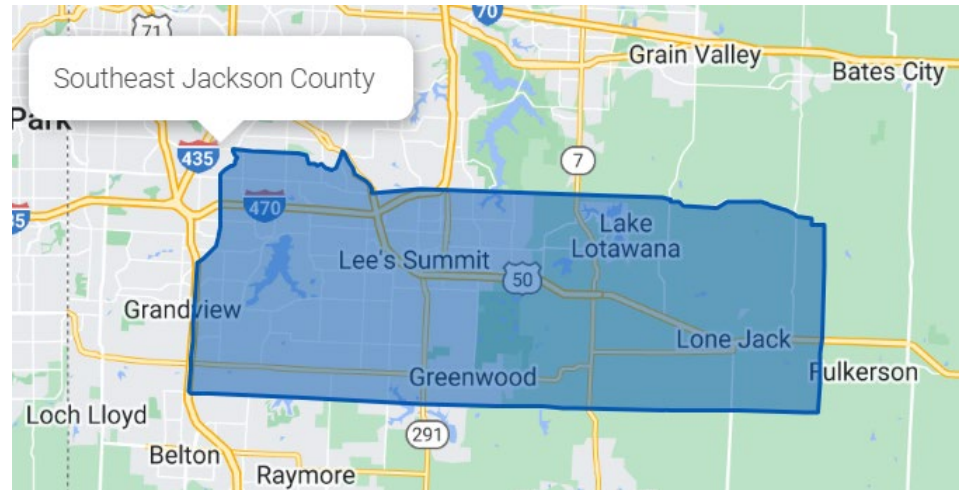 70
71
Grain Valley
Bates City
Southeast Jackson County
Park
435
7
470
Lake
Lotawana
35
Lee's Summit
50
Grandview
Lone Jack
Greenwood
Fulkerson
Loch Lloyd
291
Belton
Raymore